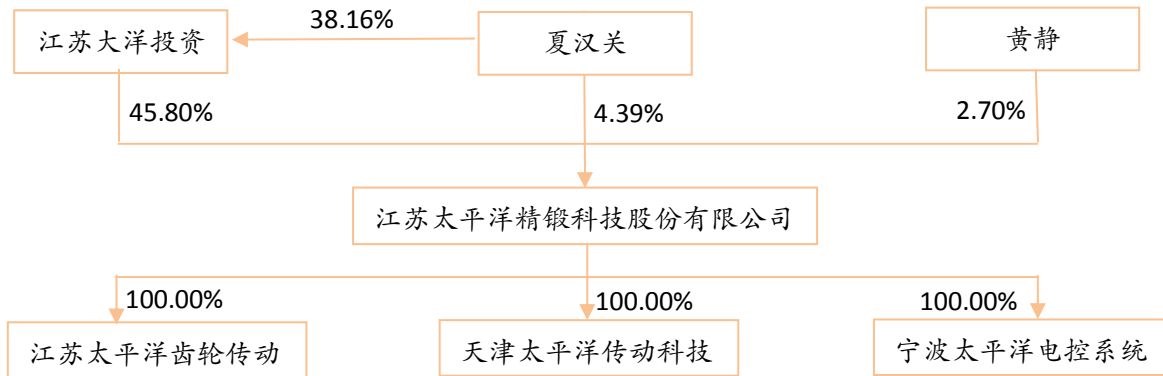 38.16%
江苏大洋投资
夏汉关
黄静
45.80%
4.39%
2.70%
江苏太平洋精锻科技股份有限公司
100.00%
100.00%
100.00%
江苏太平洋齿轮传动
天津太平洋传动科技
宁波太平洋电控系统